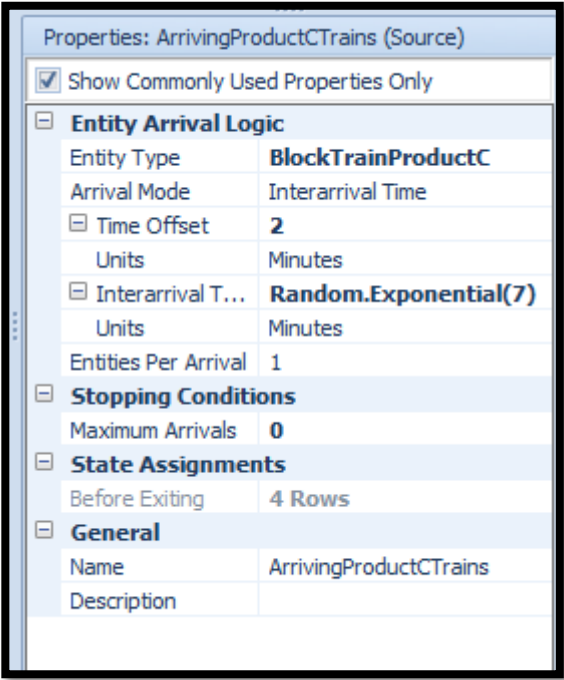 Properties: ArrivingProductCTrains (Source)
Show Commonly Used Properties Only
Entity Arrival Logic
Entity Type BlockTrainProductC
Arrival Mode Interarrival Time
Time Offset 2
Units Minutes
Interarrival T... Random.Exponential(7)
Units Minutes
Entities Per Arrival 1
Stopping Conditions
Maximum Arrivals 0
State Assignments
Before Exiting 4 Rows
General
Name ArrivingProductCTrains
Description